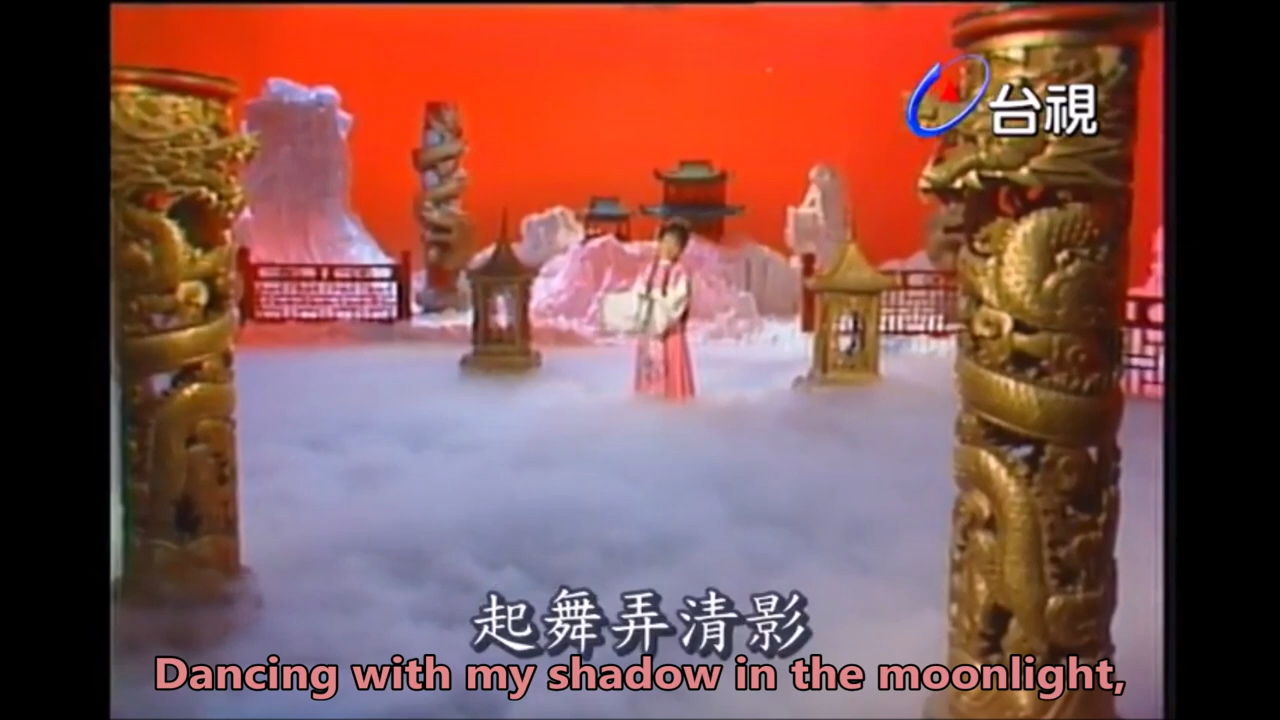 台視
起舞弄清影
Dancing with my shadow in the moonlight,